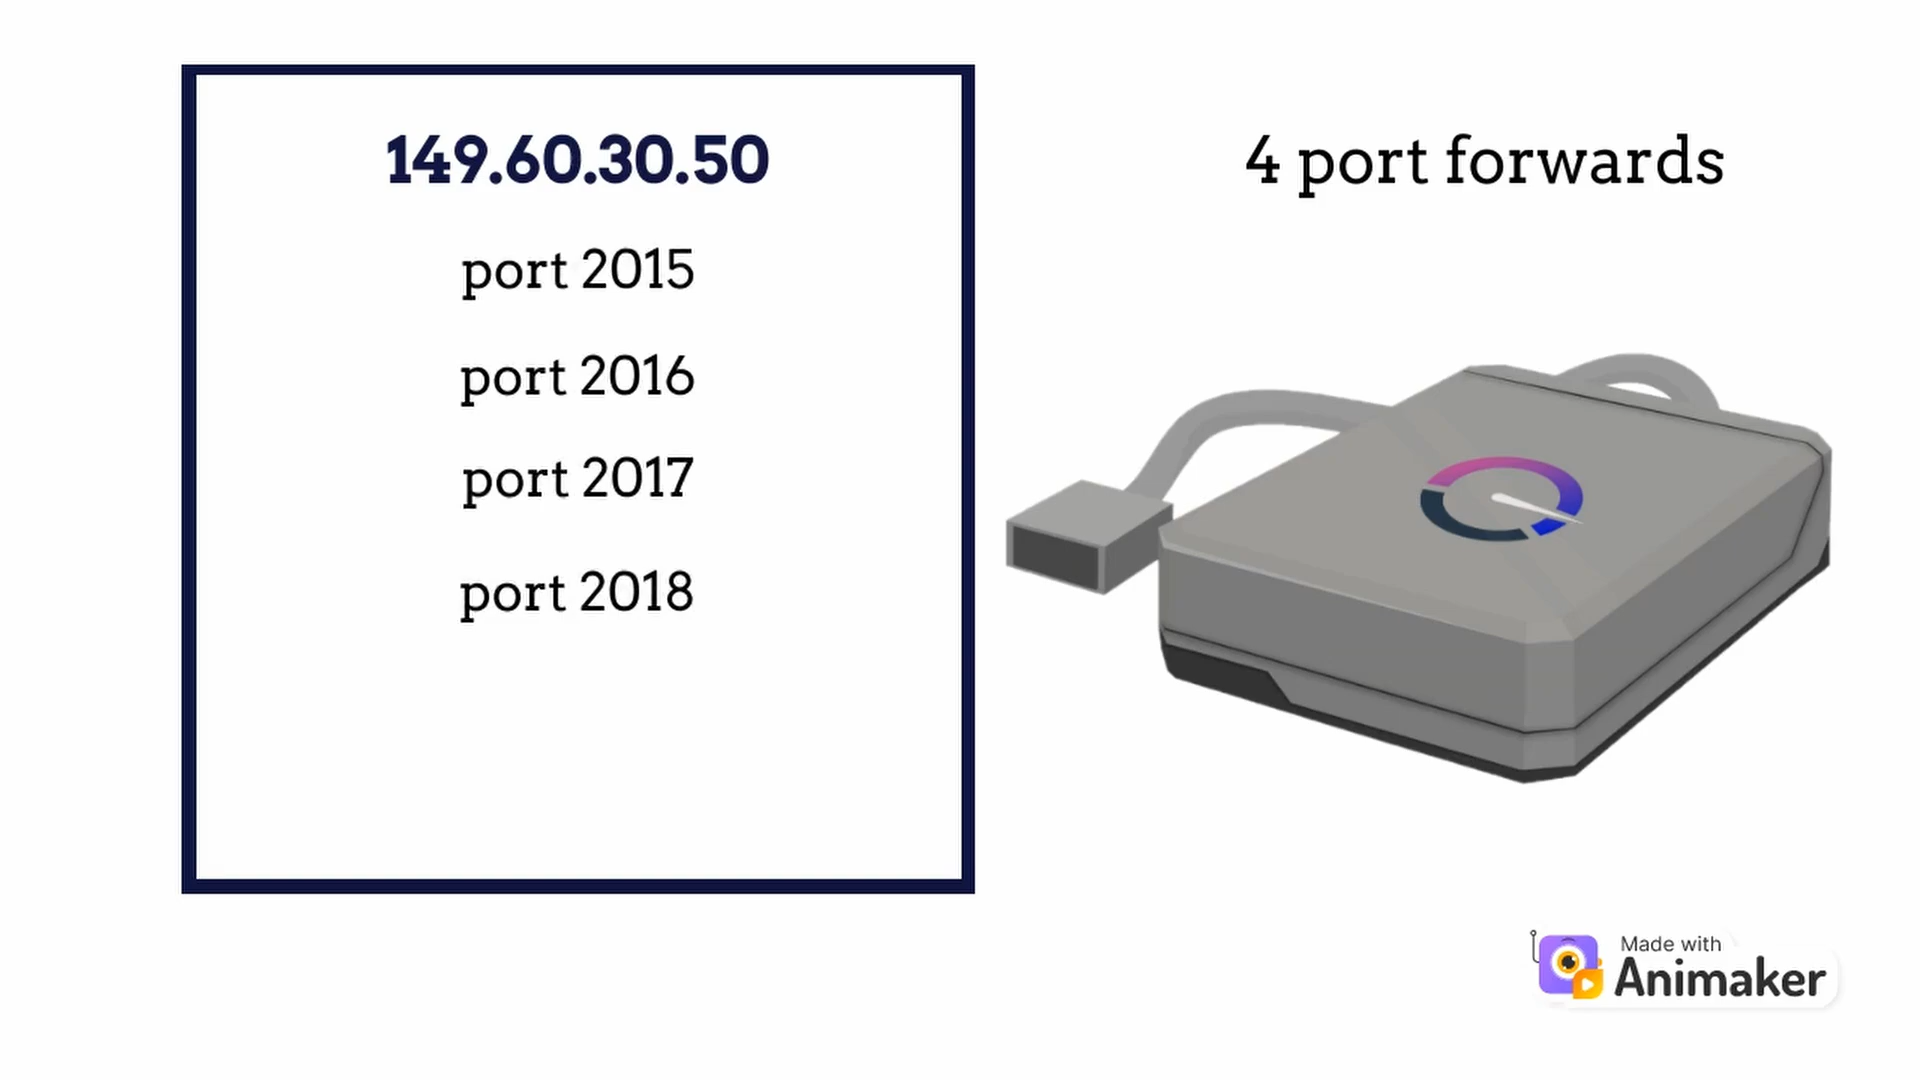 149.60.30.50
port 2015
port 2016
port 2017
port 2018
4 port forwards
Made with
Animaker